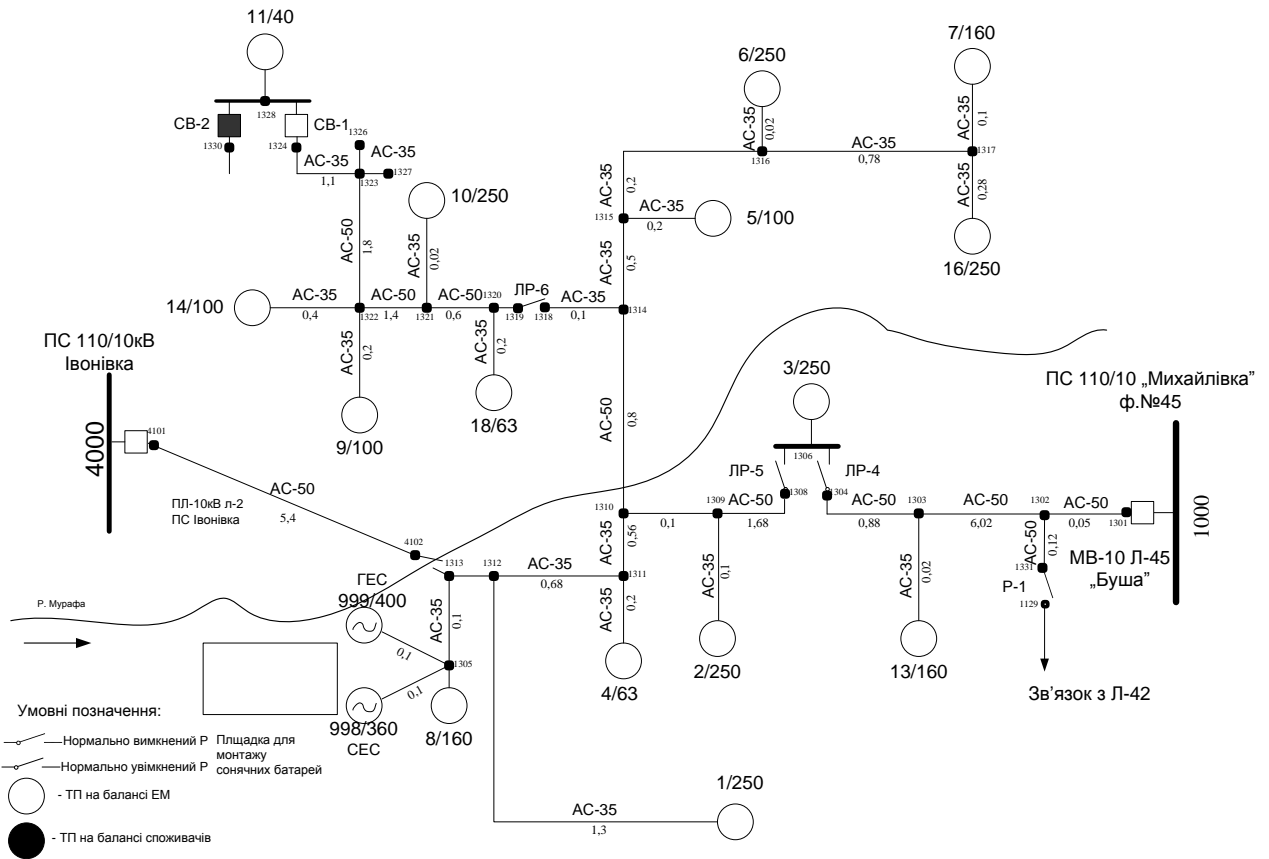 11/40
СВ-2
СВ-1
1328
1330
1324
1326
АС-35
1,1
АС-35
1327
1323
АС-50
1,8
10/250
АС-35
0,02
14/100
АС-35
0,4
1322
АС-50
1,4
1321
АС-50
0,6
1320
ЛР-6
1319
1318
АС-35
0,1
1314
АС-35
0,2
9/100
АС-35
0,2
18/63
6/250
АС-35
0,02
1316
АС-35
0,78
7/160
АС-35
0,1
1317
АС-35
0,28
16/250
АС-35
0,2
1315
АС-35
0,2
5/100
АС-35
0,5
АС-50
0,8
ПС 110/10кВ
Івонівка
4000
4101
АС-50
5,4
ПЛ-10кВ л-2
ПС Івонівка
4102
1313
1312
АС-35
0,68
1311
1310
АС-35
0,56
АС-35
0,2
4/63
0,1
1309
АС-50
1,68
АС-35
0,1
2/250
3/250
1306
ЛР-5
ЛР-4
1308
1304
АС-50
0,88
1303
АС-50
6,02
1302
АС-50
0,05
1301
АС-35
0,02
13/160
АС-50
0,12
1331
Р-1
1129
Зв’язок з Л-42
ПС 110/10 „Михайлівка”
ф.№45
1000
МВ-10 Л-45
„Буша”
Р. Мурафа
ГЕС
999/400
0,1
АС-35
0,1
1305
0,1
998/360
СЕС
8/160
АС-35
1,3
1/250
Умовні позначення:
Нормально вимкнений Р
Нормально увімкнений Р
- ТП на балансі ЕМ
- ТП на балансі споживачів
Плщадка для
монтажу
сонячних батарей